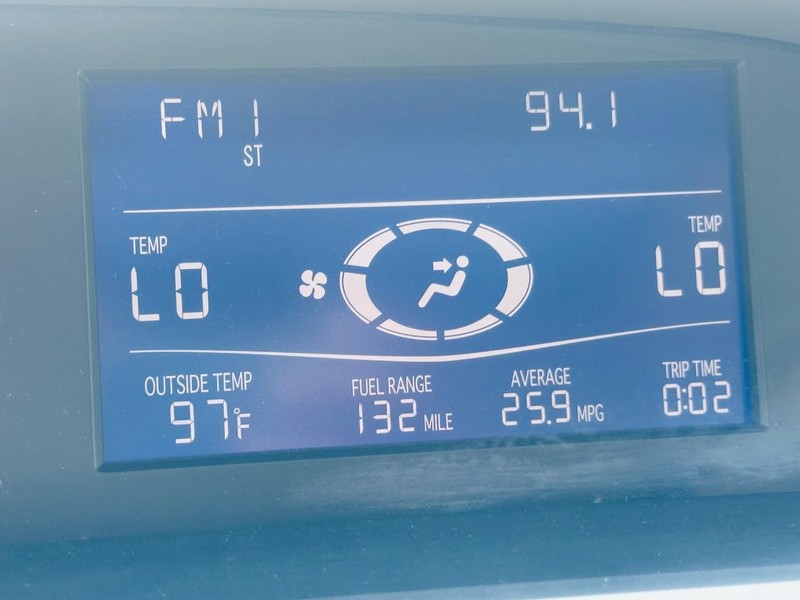 FM1 94.1
ST
TEMP TEMP
LO LO
OUTSIDE TEMP FUEL RANGE AVERAGE TRIP TIME
97°F 132 MILE 25.9 MPG 0:02